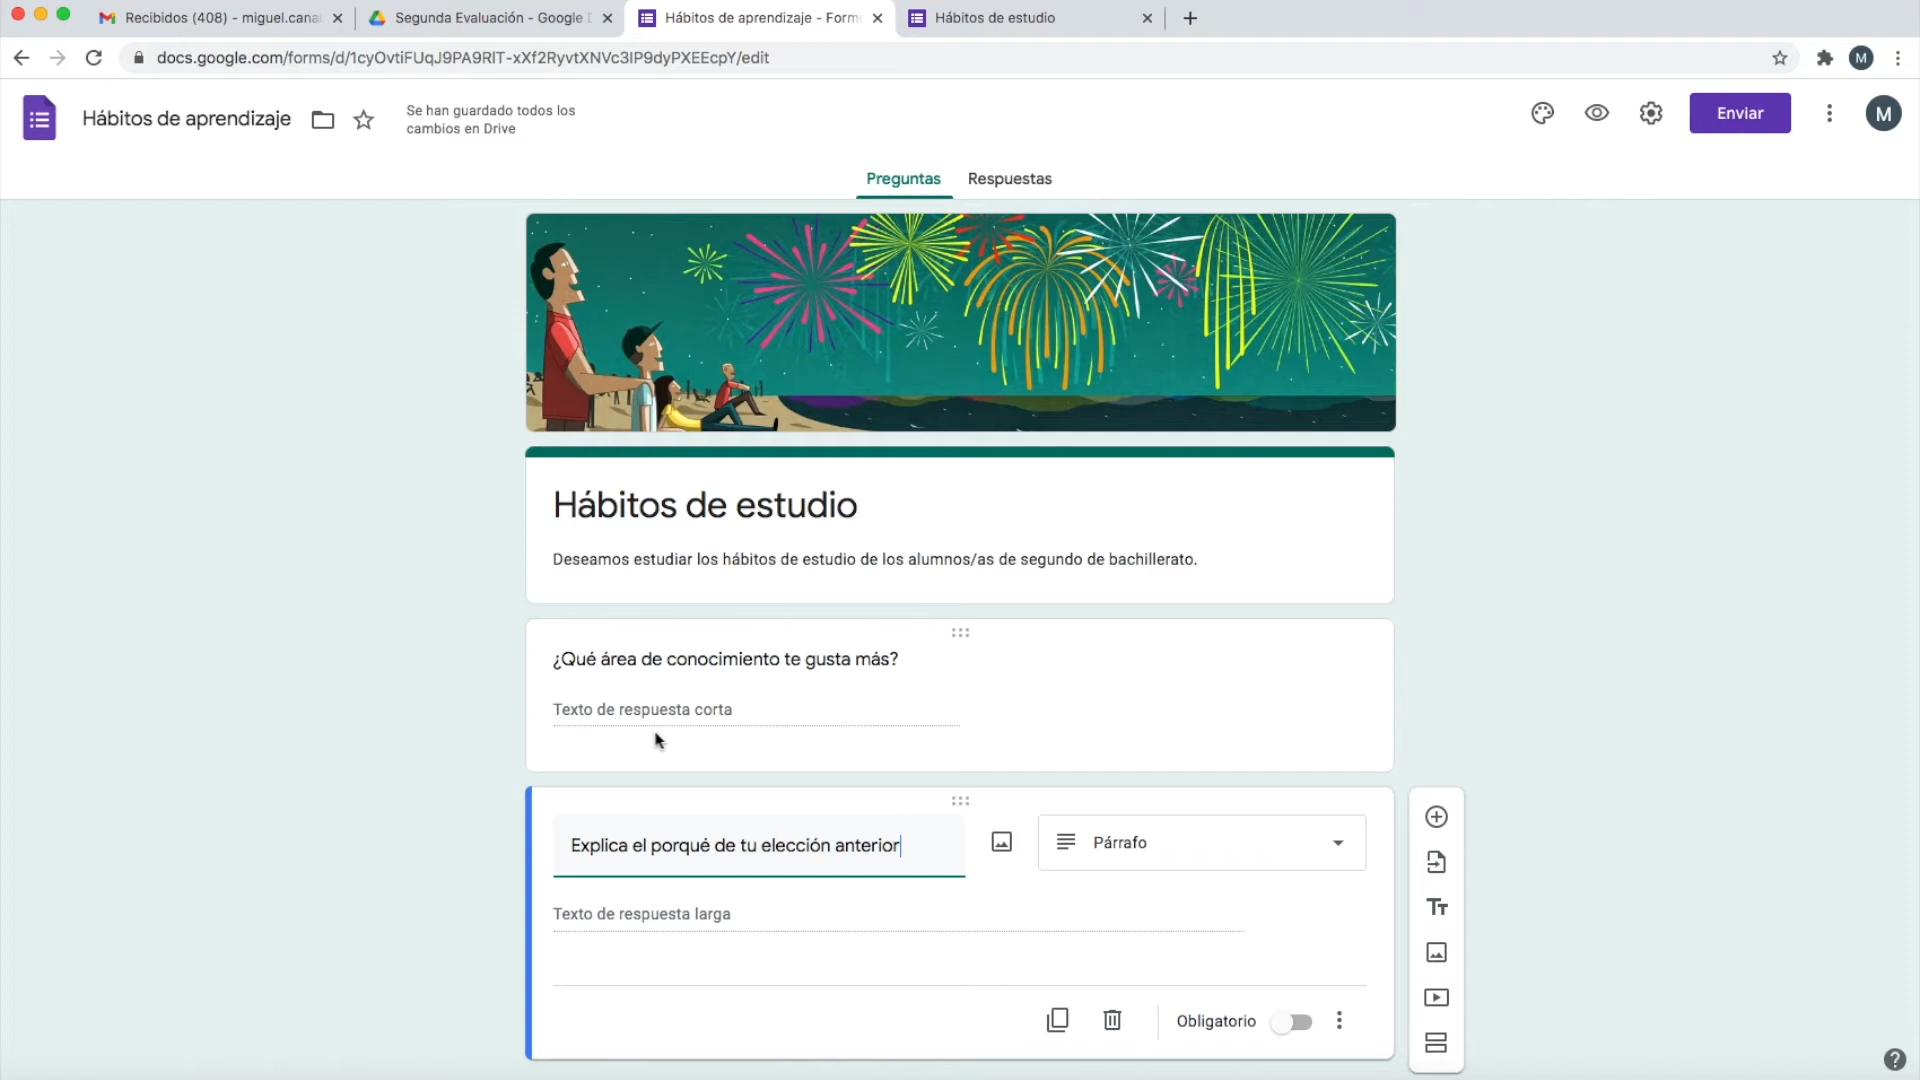 Recibidos (408) - miguel.cana
Segunda Evaluación - Google D
Hábitos de aprendizaje - Form
Hábitos de estudio
docs.google.com/forms/d/1cyOvtiFUqJ9PA9RlT-xXf2RyvtXNVc3IP9dyPXEEcpY/edit
M
Hábitos de aprendizaje
Se han guardado todos los
cambios en Drive
Enviar
M
Preguntas
Respuestas
Hábitos de estudio
Deseamos estudiar los hábitos de estudio de los alumnos/as de segundo de bachillerato.
¿Qué área de conocimiento te gusta más?
Texto de respuesta corta
Explica el porqué de tu elección anterior
Párrafo
Texto de respuesta larga
Obligatorio